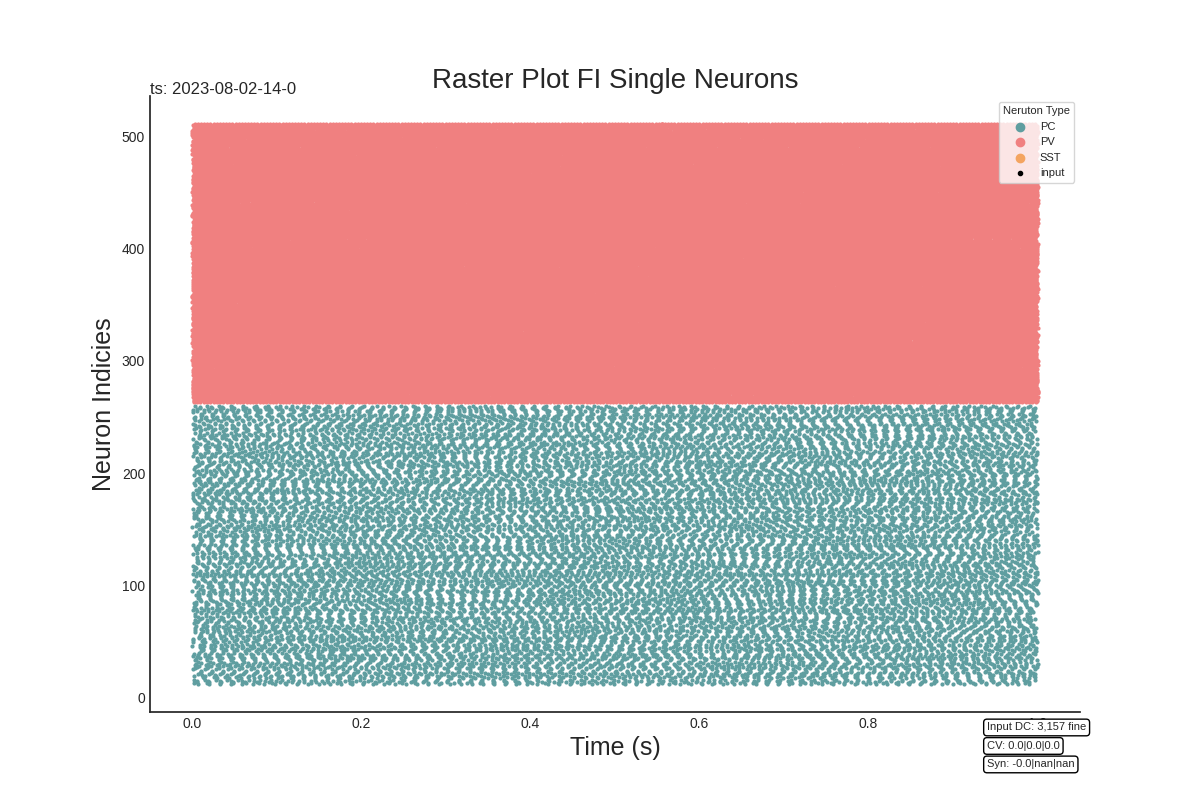 Raster Plot FI Single Neurons
ts: 2023-08-02-14-0
Neruton Type
PC
PV
SST
input
500
400
300
200
100
0
Neuron Indicies
0.0 0.2 0.4 0.6 0.8
Time (s)
Input DC: 3,157 fine
CV: 0.0|0.0|0.0
Syn: -0.0|nan|nan